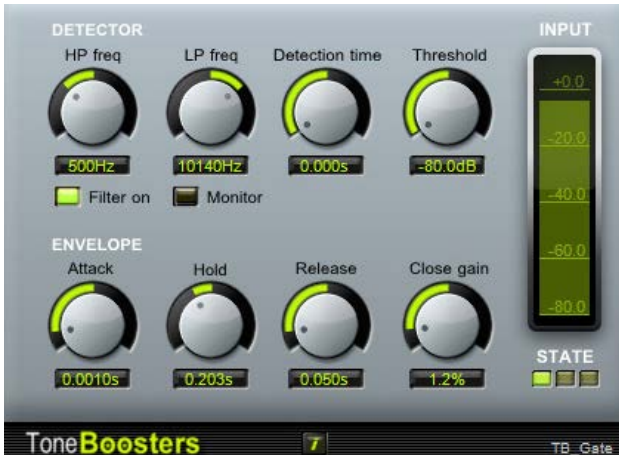 DETECTOR
INPUT
HP freq LP freq Detection time Threshold
500Hz 10140Hz 0.000s -80.0dB
Filter on Monitor
+0.0
-20.0
-40.0
-60.0
-80.0
ENVELOPE
Attack Hold Release Close gain
0.0010s 0.203s 0.050s 1.2%
STATE
ToneBoosters T TB_Gate